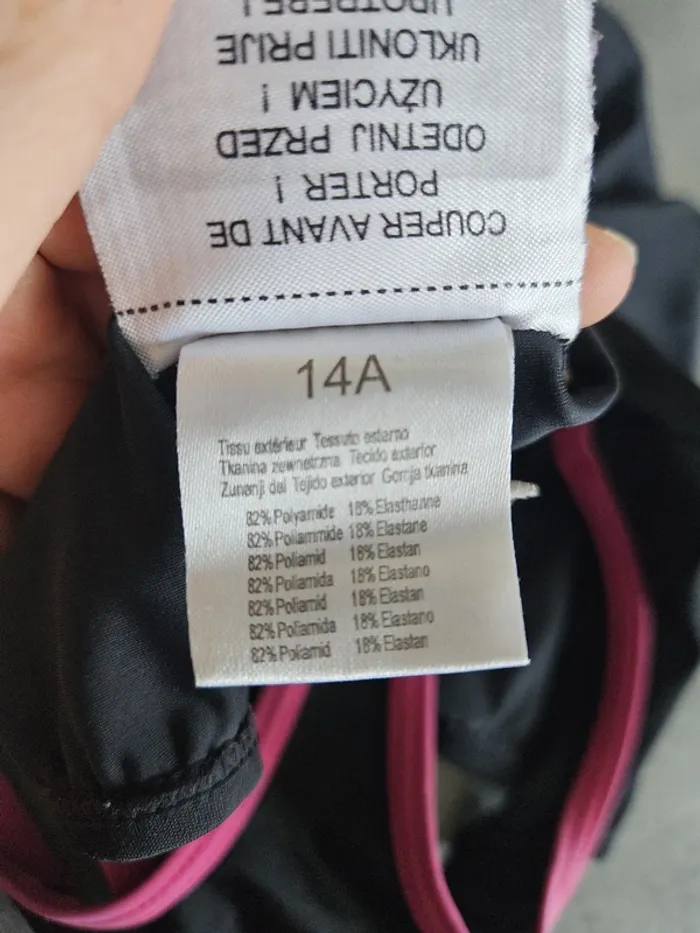 COUPER AVANT DE
PORTER !
ODETNIJ PRZED
UŻYCIEM !
UKLONITI PRIJE
UPOTREBE !
14A
Tissu extérieur Tessuto esterno
Tkanina zewnetrzna Tecido exterior
Zunanji del Tejido exterior Gornja tkanina
82% Polyamide 18% Elasthanne
82% Poliammide 18% Elastane
82% Poliamid 18% Elastan
82% Poliamida 18% Elastano
82% Poliamid 18% Elastan
82% Poliamida 18% Elastano
82% Poliamid 18% Elastan